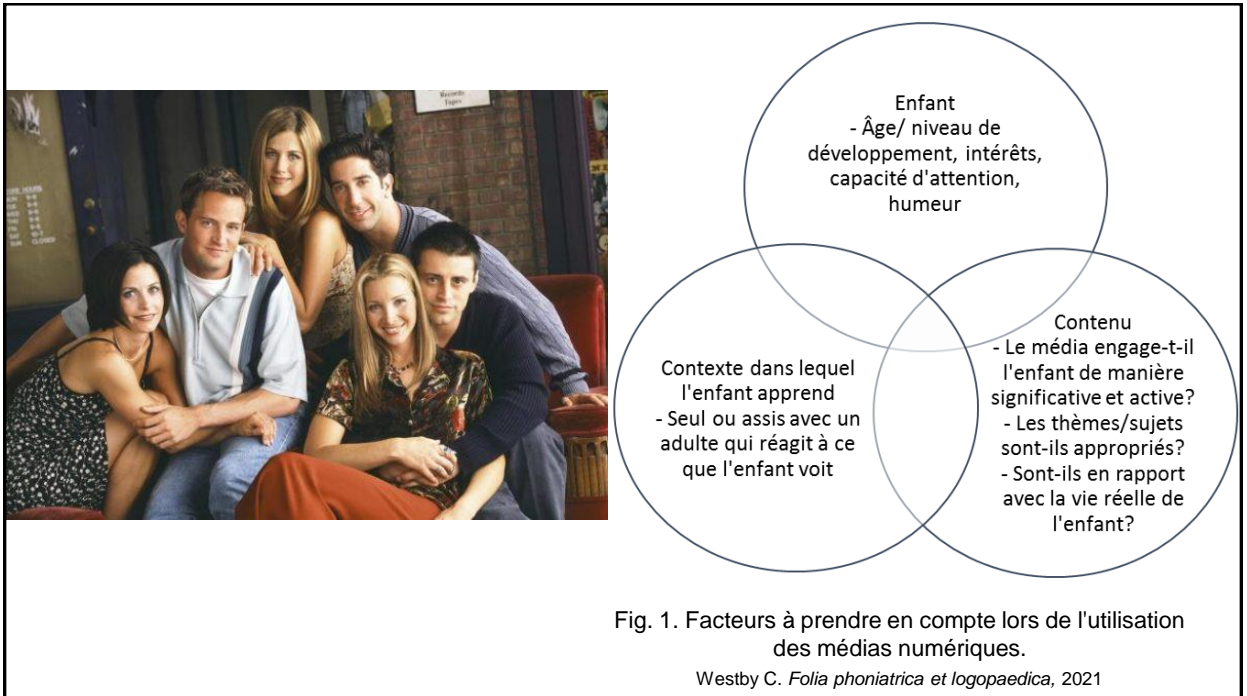 Records
Tapes
Enfant
- Âge/ niveau de
développement, intérêts,
capacité d'attention,
humeur
Contexte dans lequel
l'enfant apprend
- Seul ou assis avec un
adulte qui réagit à ce
que l'enfant voit
Contenu
- Le média engage-t-il
l'enfant de manière
significative et active?
- Les thèmes/sujets
sont-ils appropriés?
- Sont-ils en rapport
avec la vie réelle de
l'enfant?
Fig. 1. Facteurs à prendre en compte lors de l'utilisation
des médias numériques.
Westby C. Folia phoniatrica et logopaedica, 2021